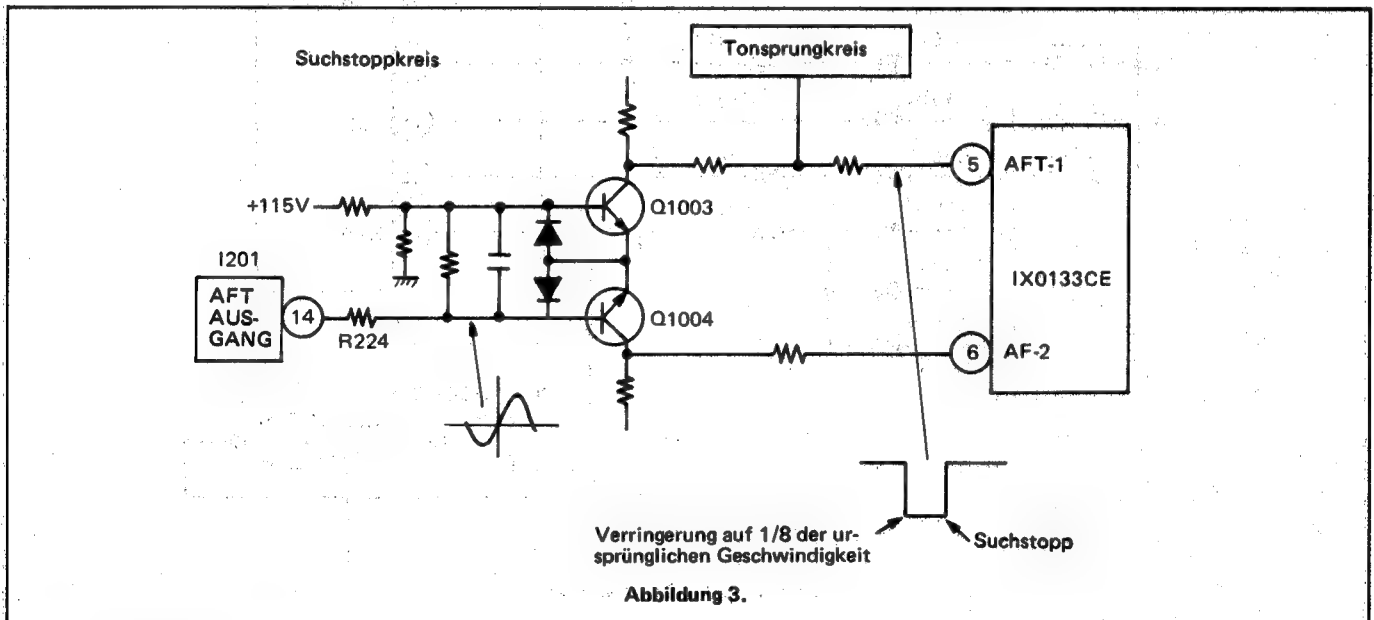 Suchstoppkreis
Tonsprungkreis
+115V
Q1003
5
AFT-1
I201
AFT
AUS-
GANG
14
R224
Q1004
IX0133CE
6
AF-2
Verringerung auf 1/8 der ur-
sprünglichen Geschwindigkeit
Suchstopp
Abbildung 3.